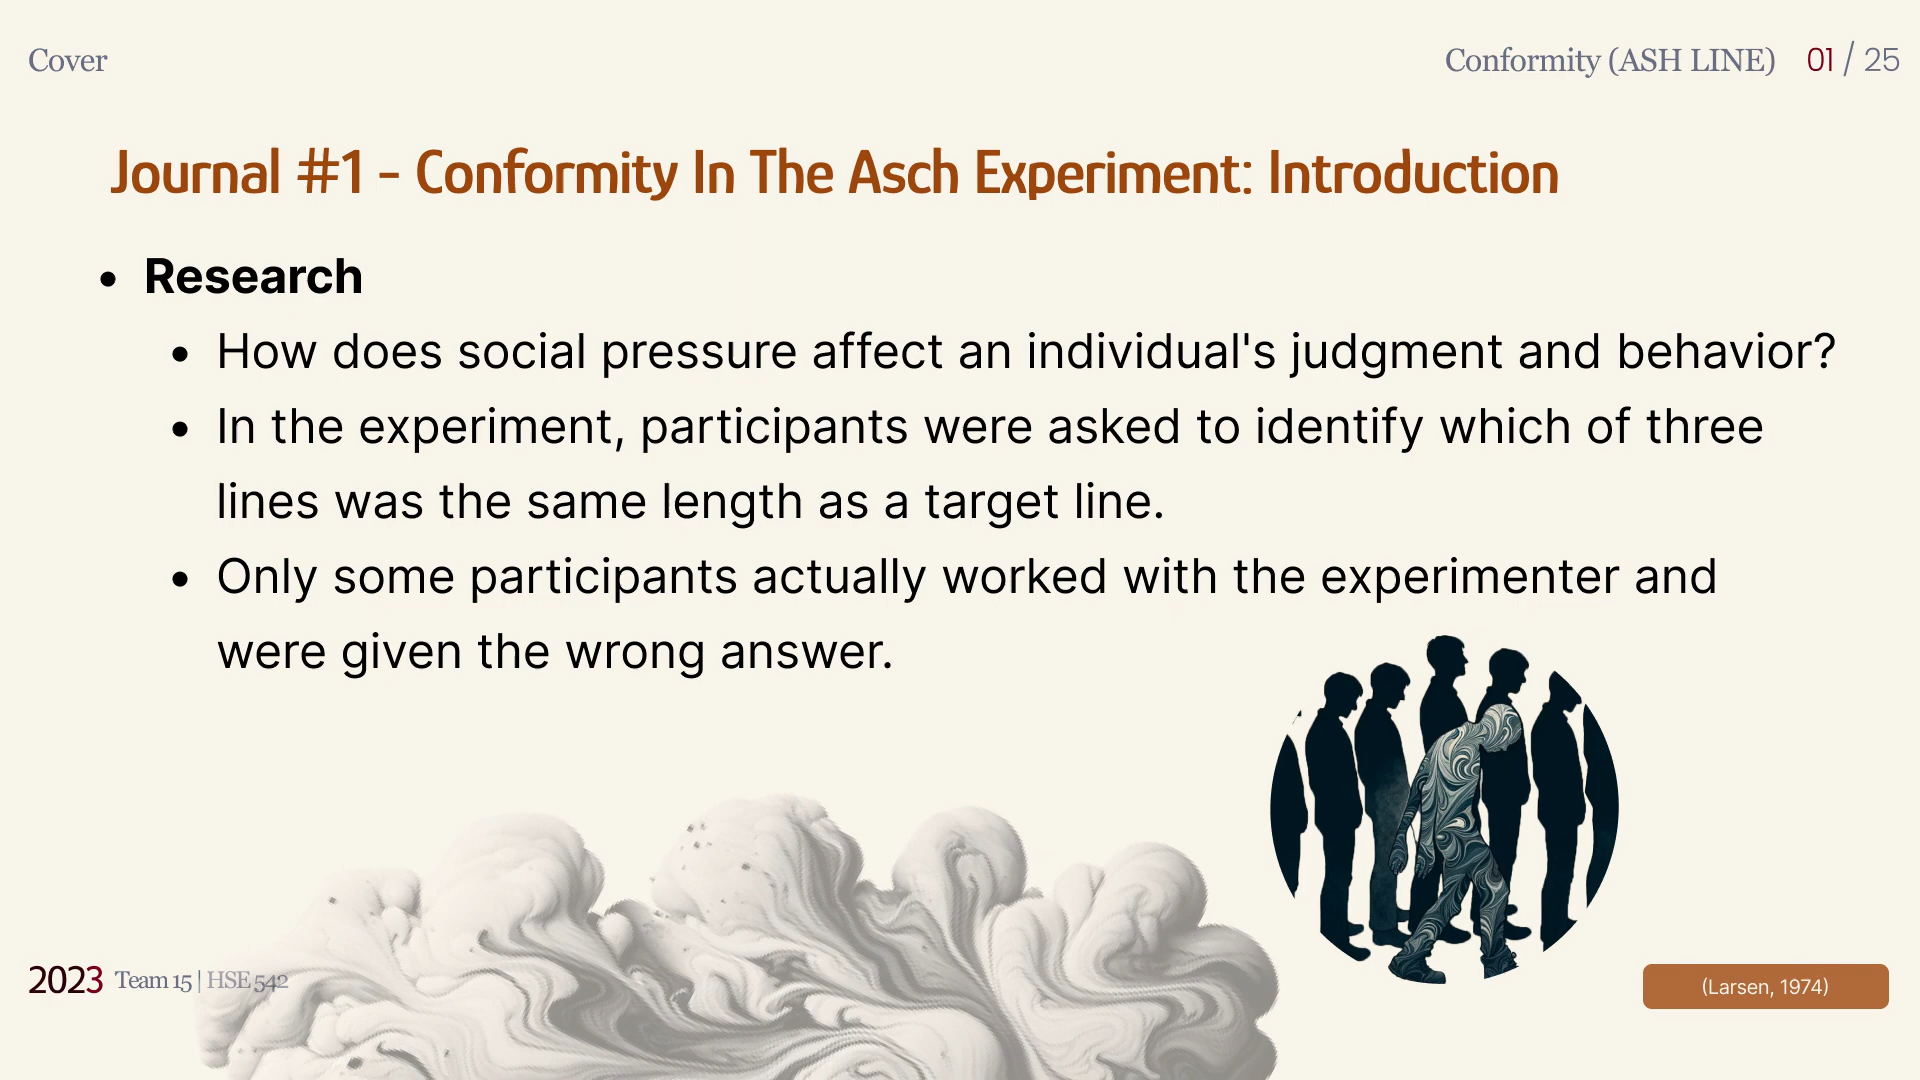 Cover
Conformity (ASH LINE) 01 / 25
Journal #1 - Conformity In The Asch Experiment: Introduction
• Research
• How does social pressure affect an individual's judgment and behavior?
• In the experiment, participants were asked to identify which of three
lines was the same length as a target line.
• Only some participants actually worked with the experimenter and
were given the wrong answer.
2023 Team 15 | HSE 542
(Larsen, 1974)